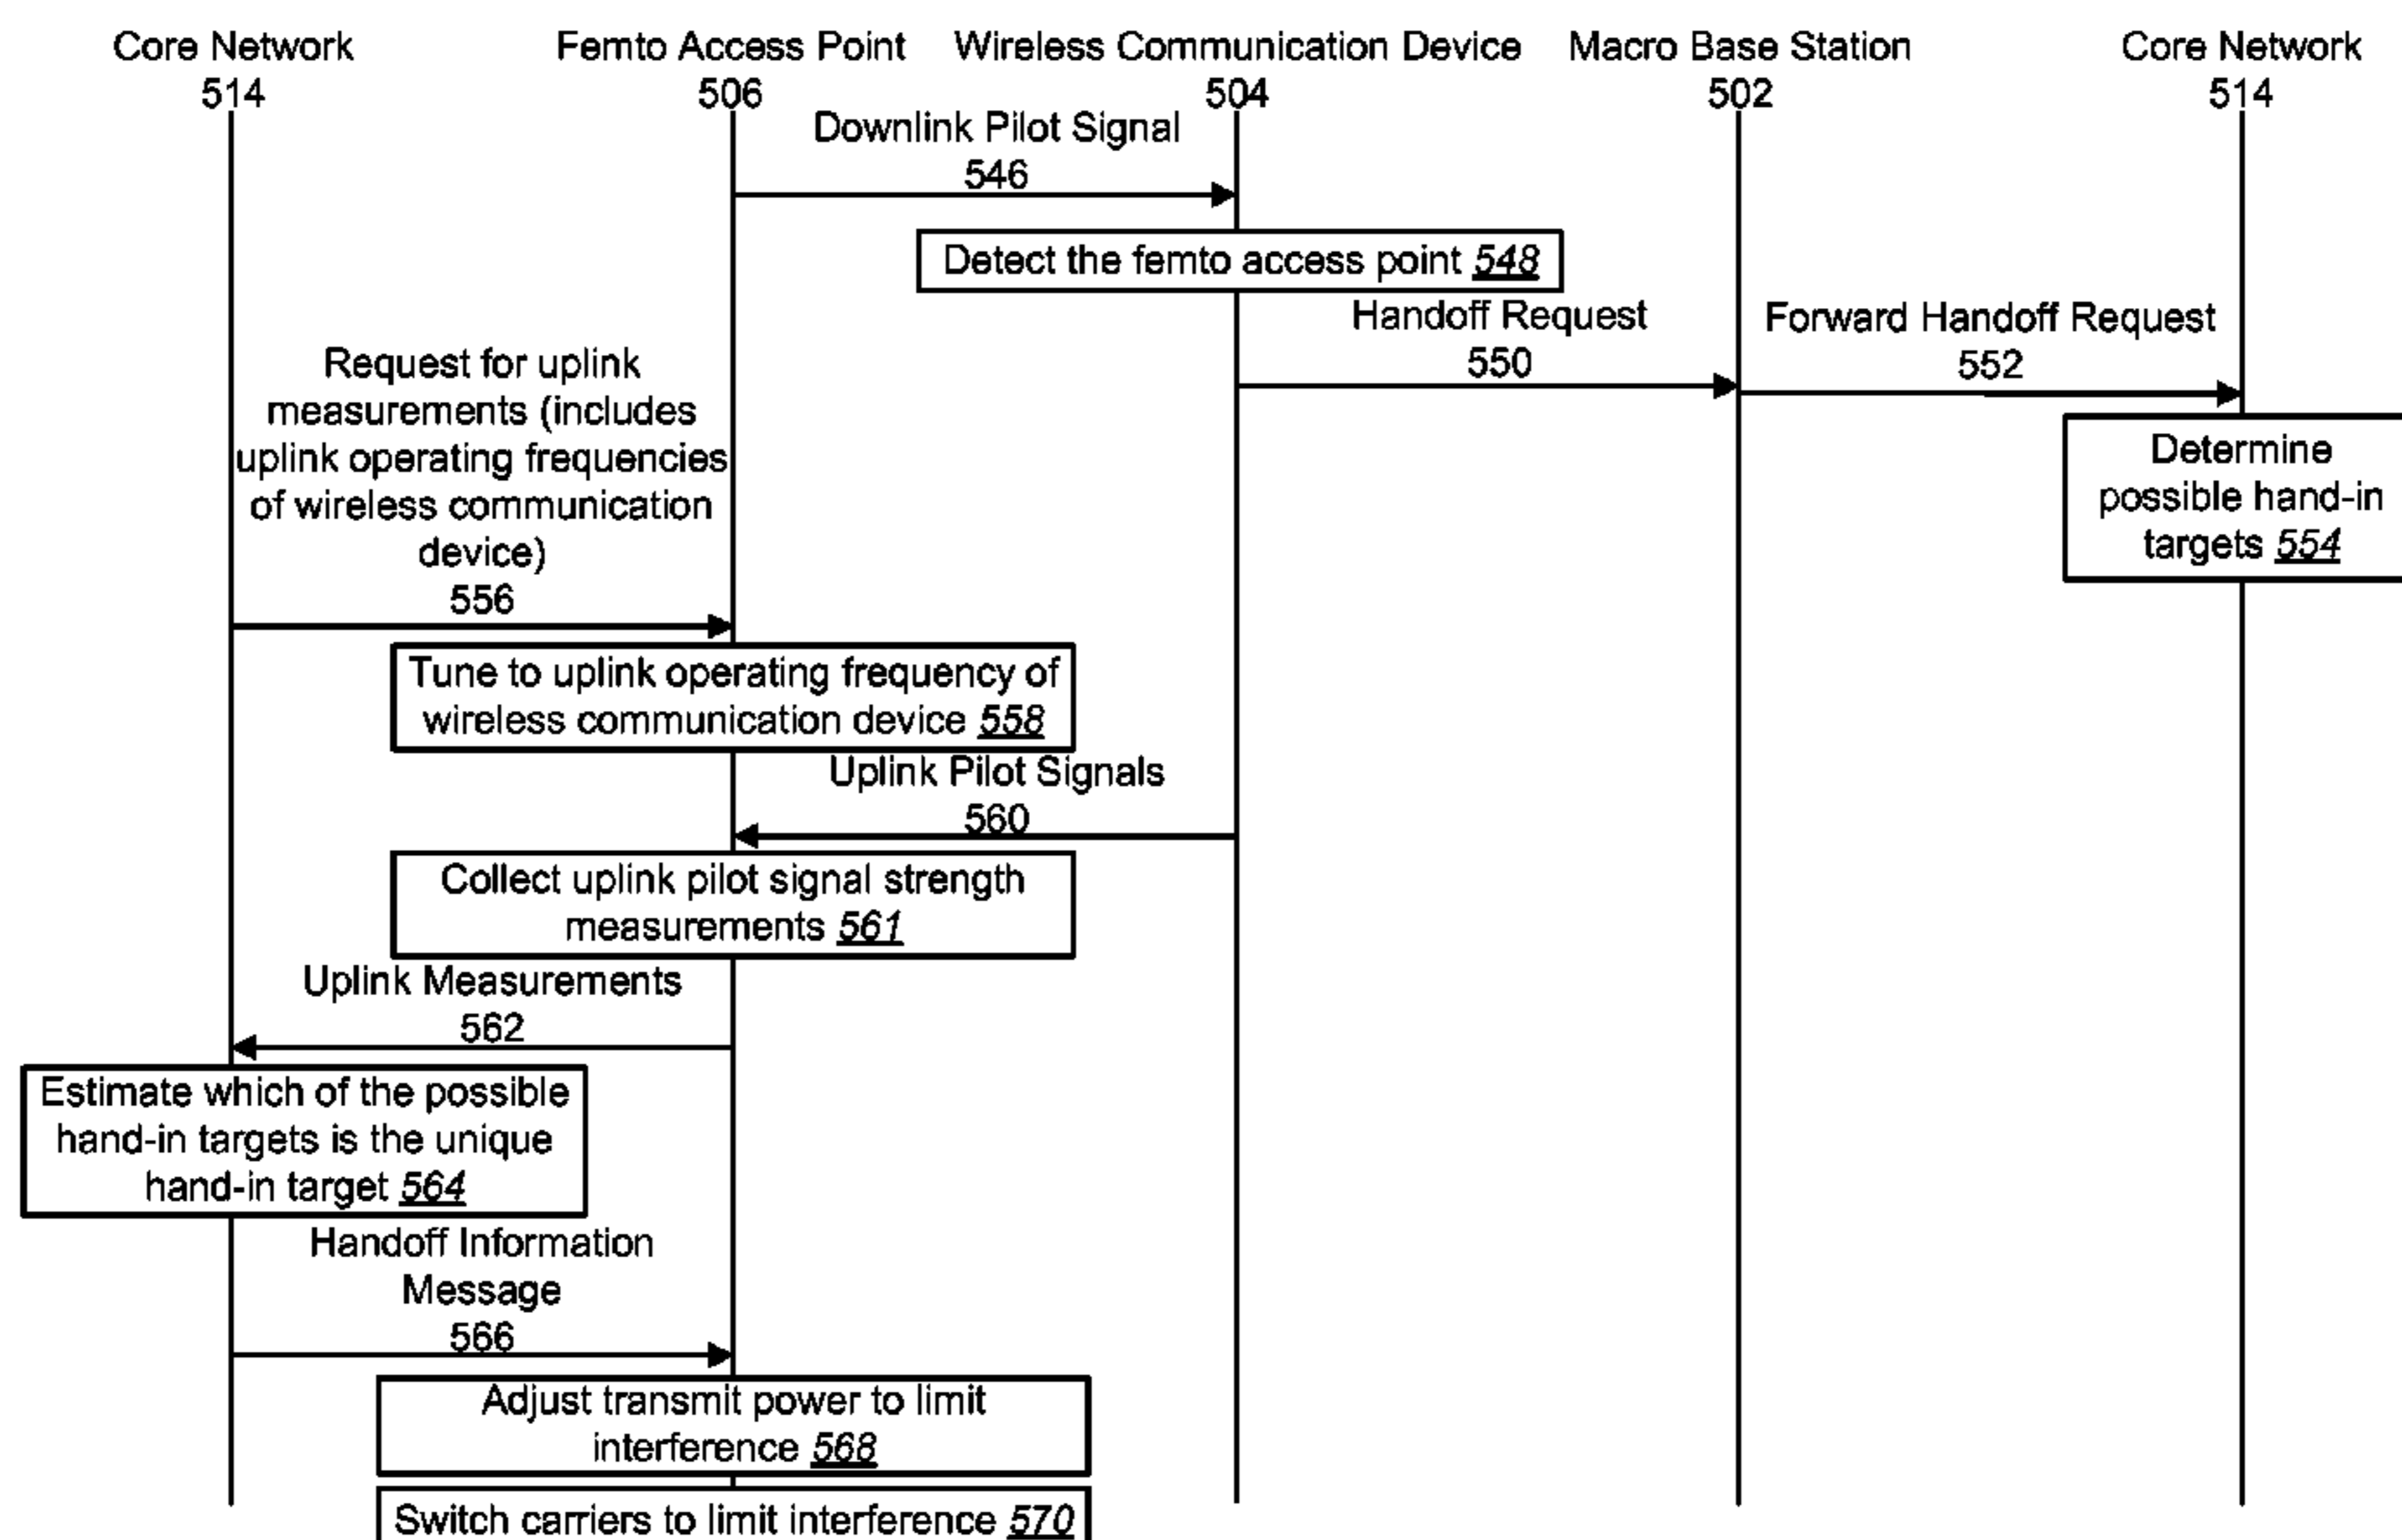 Core Network
514
Femto Access Point
506
Wireless Communication Device
504
Macro Base Station
502
Core Network
514
Downlink Pilot Signal
546
Detect the femto access point 548
Handoff Request
550
Forward Handoff Request
552
Determine
possible hand-in
targets 554
Request for uplink
measurements (includes
uplink operating frequencies
of wireless communication
device)
556
Tune to uplink operating frequency of
wireless communication device 558
Uplink Pilot Signals
560
Collect uplink pilot signal strength
measurements 561
Uplink Measurements
562
Estimate which of the possible
hand-in targets is the unique
hand-in target 564
Handoff Information
Message
566
Adjust transmit power to limit
interference 568
Switch carriers to limit interference 570